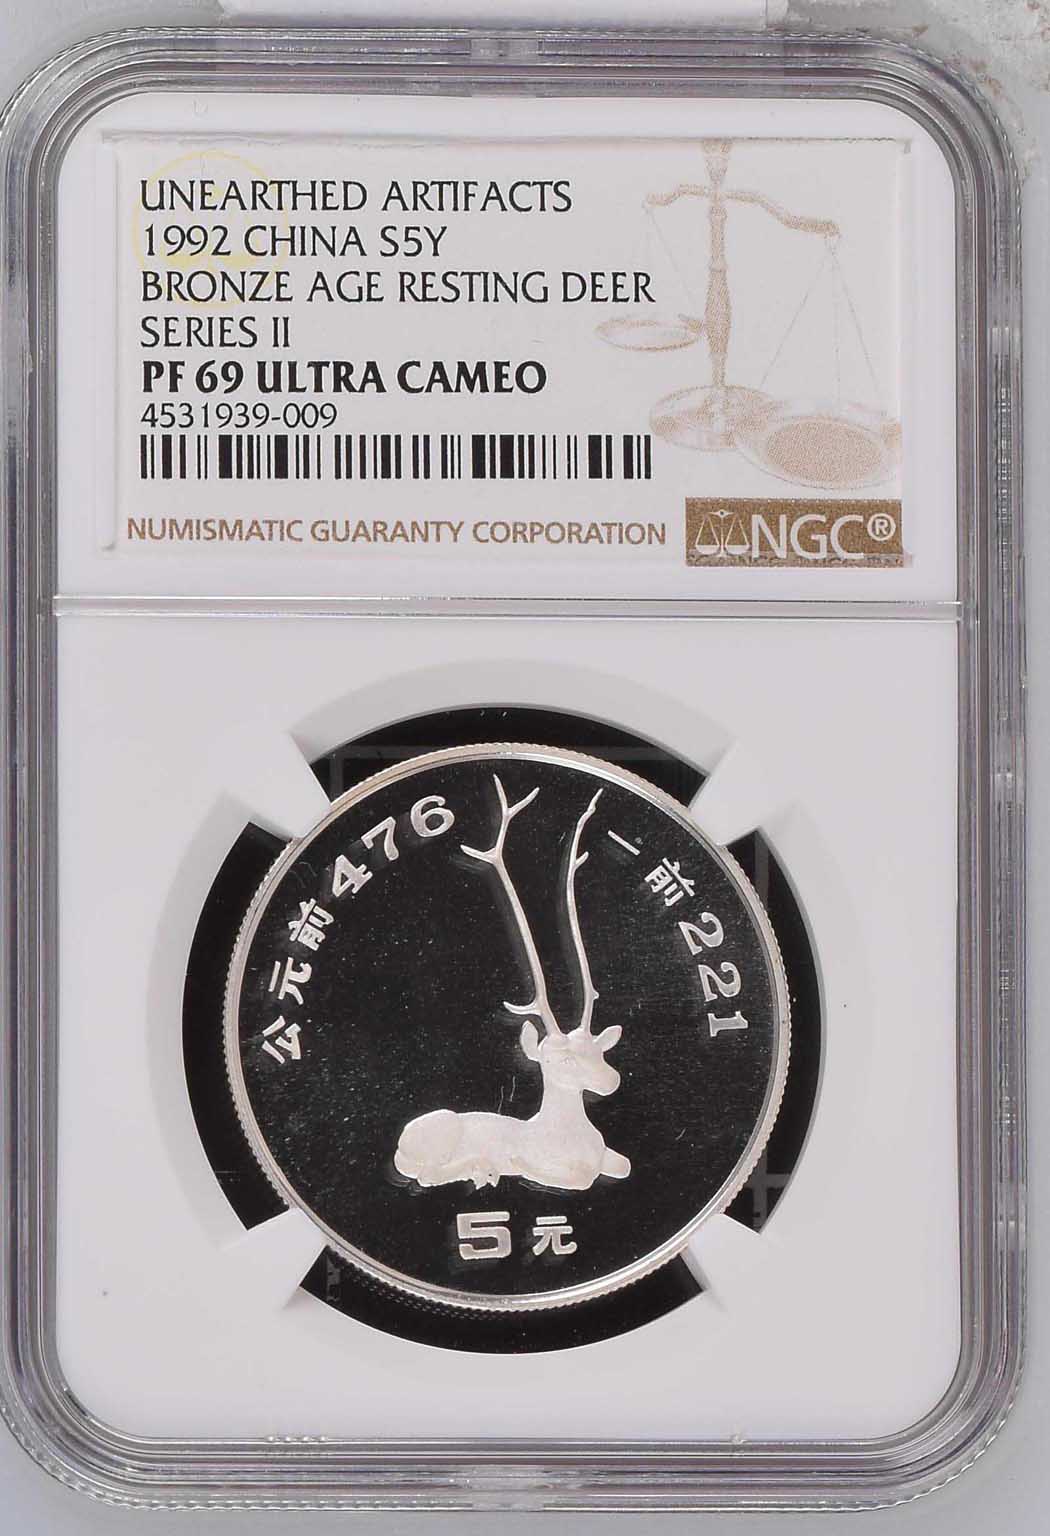 UNEARTHED ARTIFACTS
1992 CHINA S5Y
BRONZE AGE RESTING DEER
SERIES II
PF 69 ULTRA CAMEO
4531939-009
NUMISMATIC GUARANTY CORPORATION
NGC®
公元前476一前221
5元